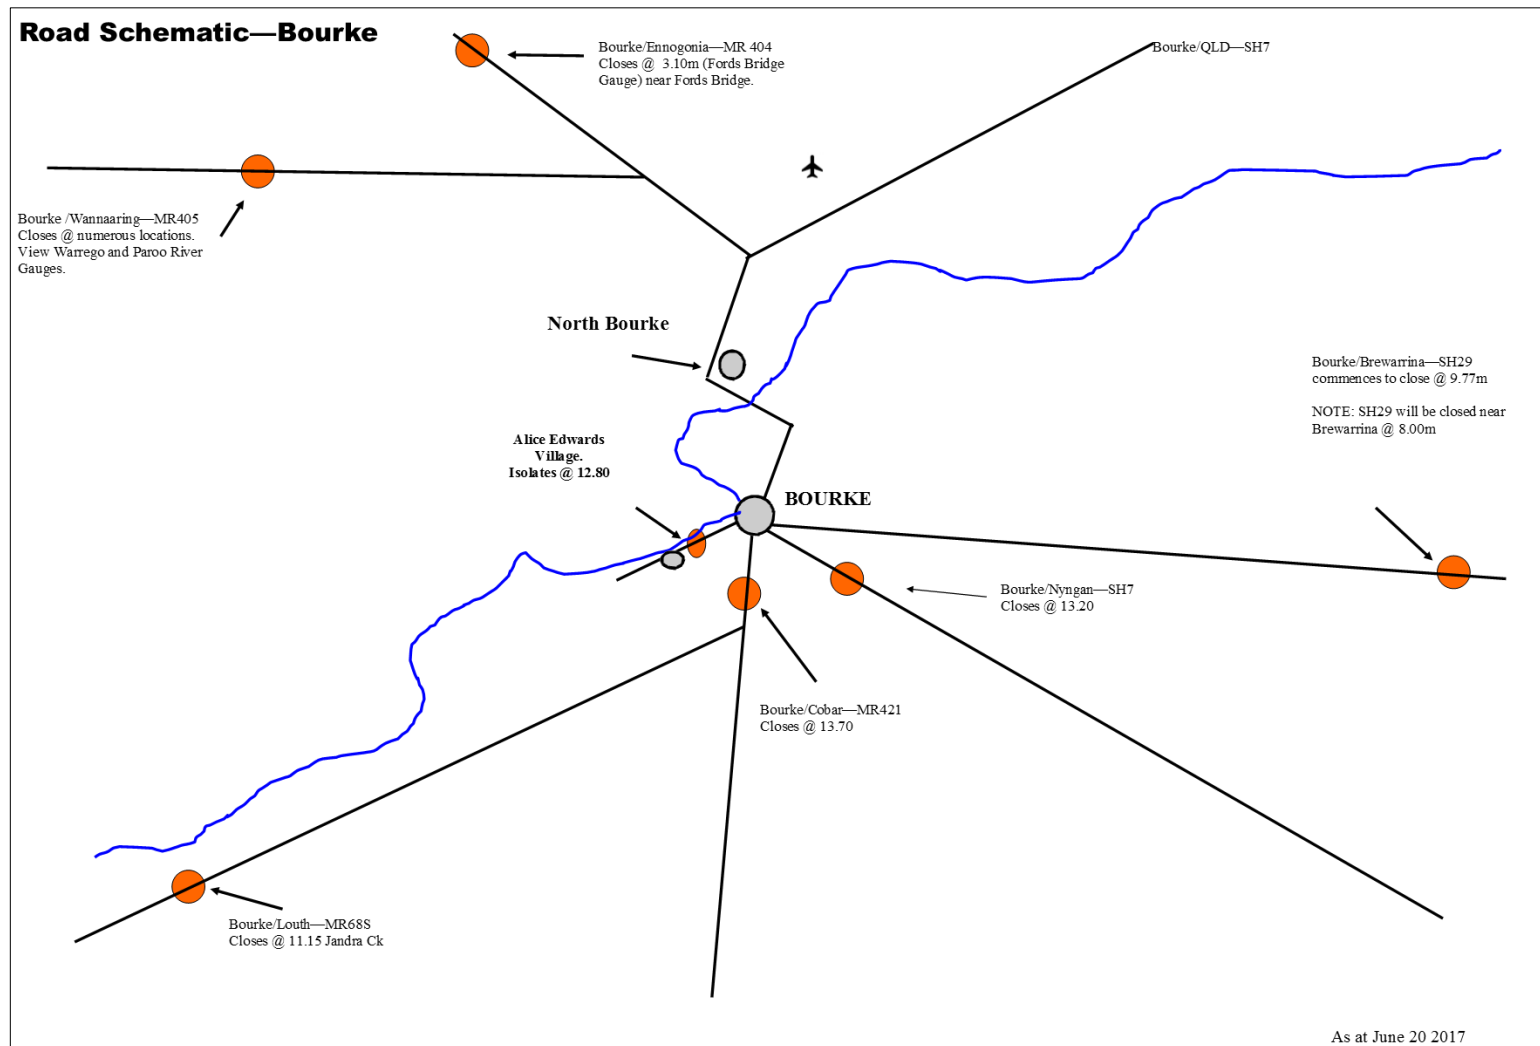 Road Schematic—Bourke
Bourke/Ennogonia—MR 404
Closes @  3.10m (Fords Bridge
Gauge) near Fords Bridge.
Bourke/QLD—SH7
Bourke /Wannaaring—MR405
Closes @ numerous locations.
View Warrego and Paroo River
Gauges.
North Bourke
Bourke/Brewarrina—SH29
commences to close @ 9.77m
NOTE: SH29 will be closed near
Brewarrina @ 8.00m
Alice Edwards
Village.
Isolates @ 12.80
BOURKE
Bourke/Nyngan—SH7
Closes @ 13.20
Bourke/Cobar—MR421
Closes @ 13.70
Bourke/Louth—MR68S
Closes @ 11.15 Jandra Ck
As at June 20 2017